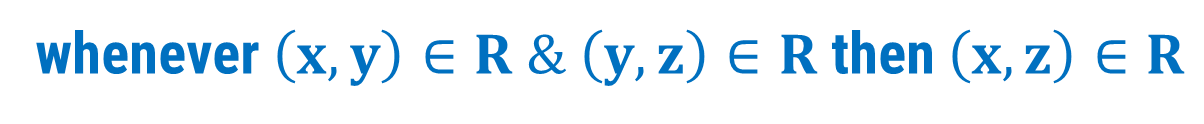 whenever (x, y) ∈ R & (y, z) ∈ R then (x, z) ∈ R